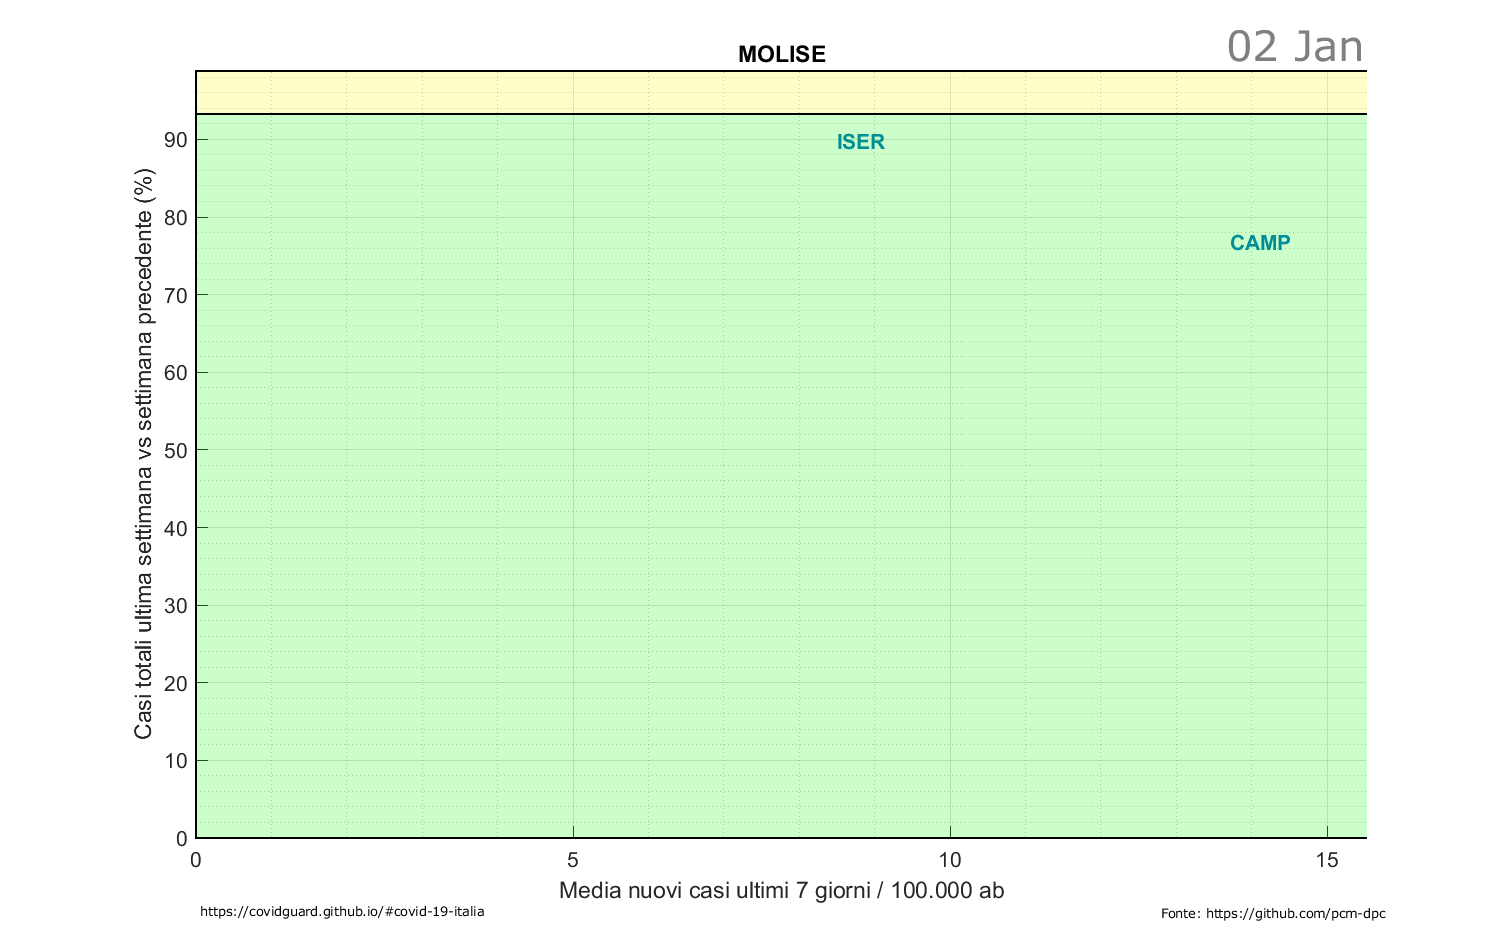 02 Jan
MOLISE
90
80
70
60
50
40
30
20
10
0
Casi totali ultima settimana vs settimana precedente (%)
ISER
CAMP
0 5 10 15
Media nuovi casi ultimi 7 giorni / 100.000 ab
https://covidguard.github.io/#covid-19-italia
Fonte: https://github.com/pcm-dpc